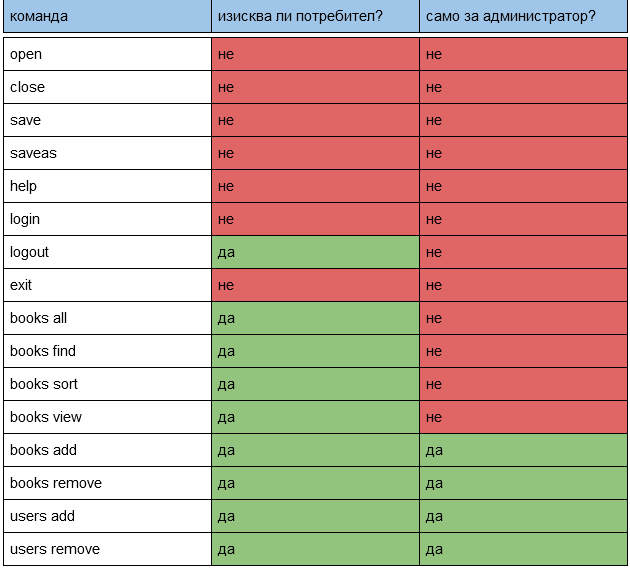 команда изисква ли потребител? само за администратор?
open не не
close не не
save не не
saveas не не
help не не
login не не
logout да не
exit не не
books all да не
books find да не
books sort да не
books view да не
books add да да
books remove да да
users add да да
users remove да да